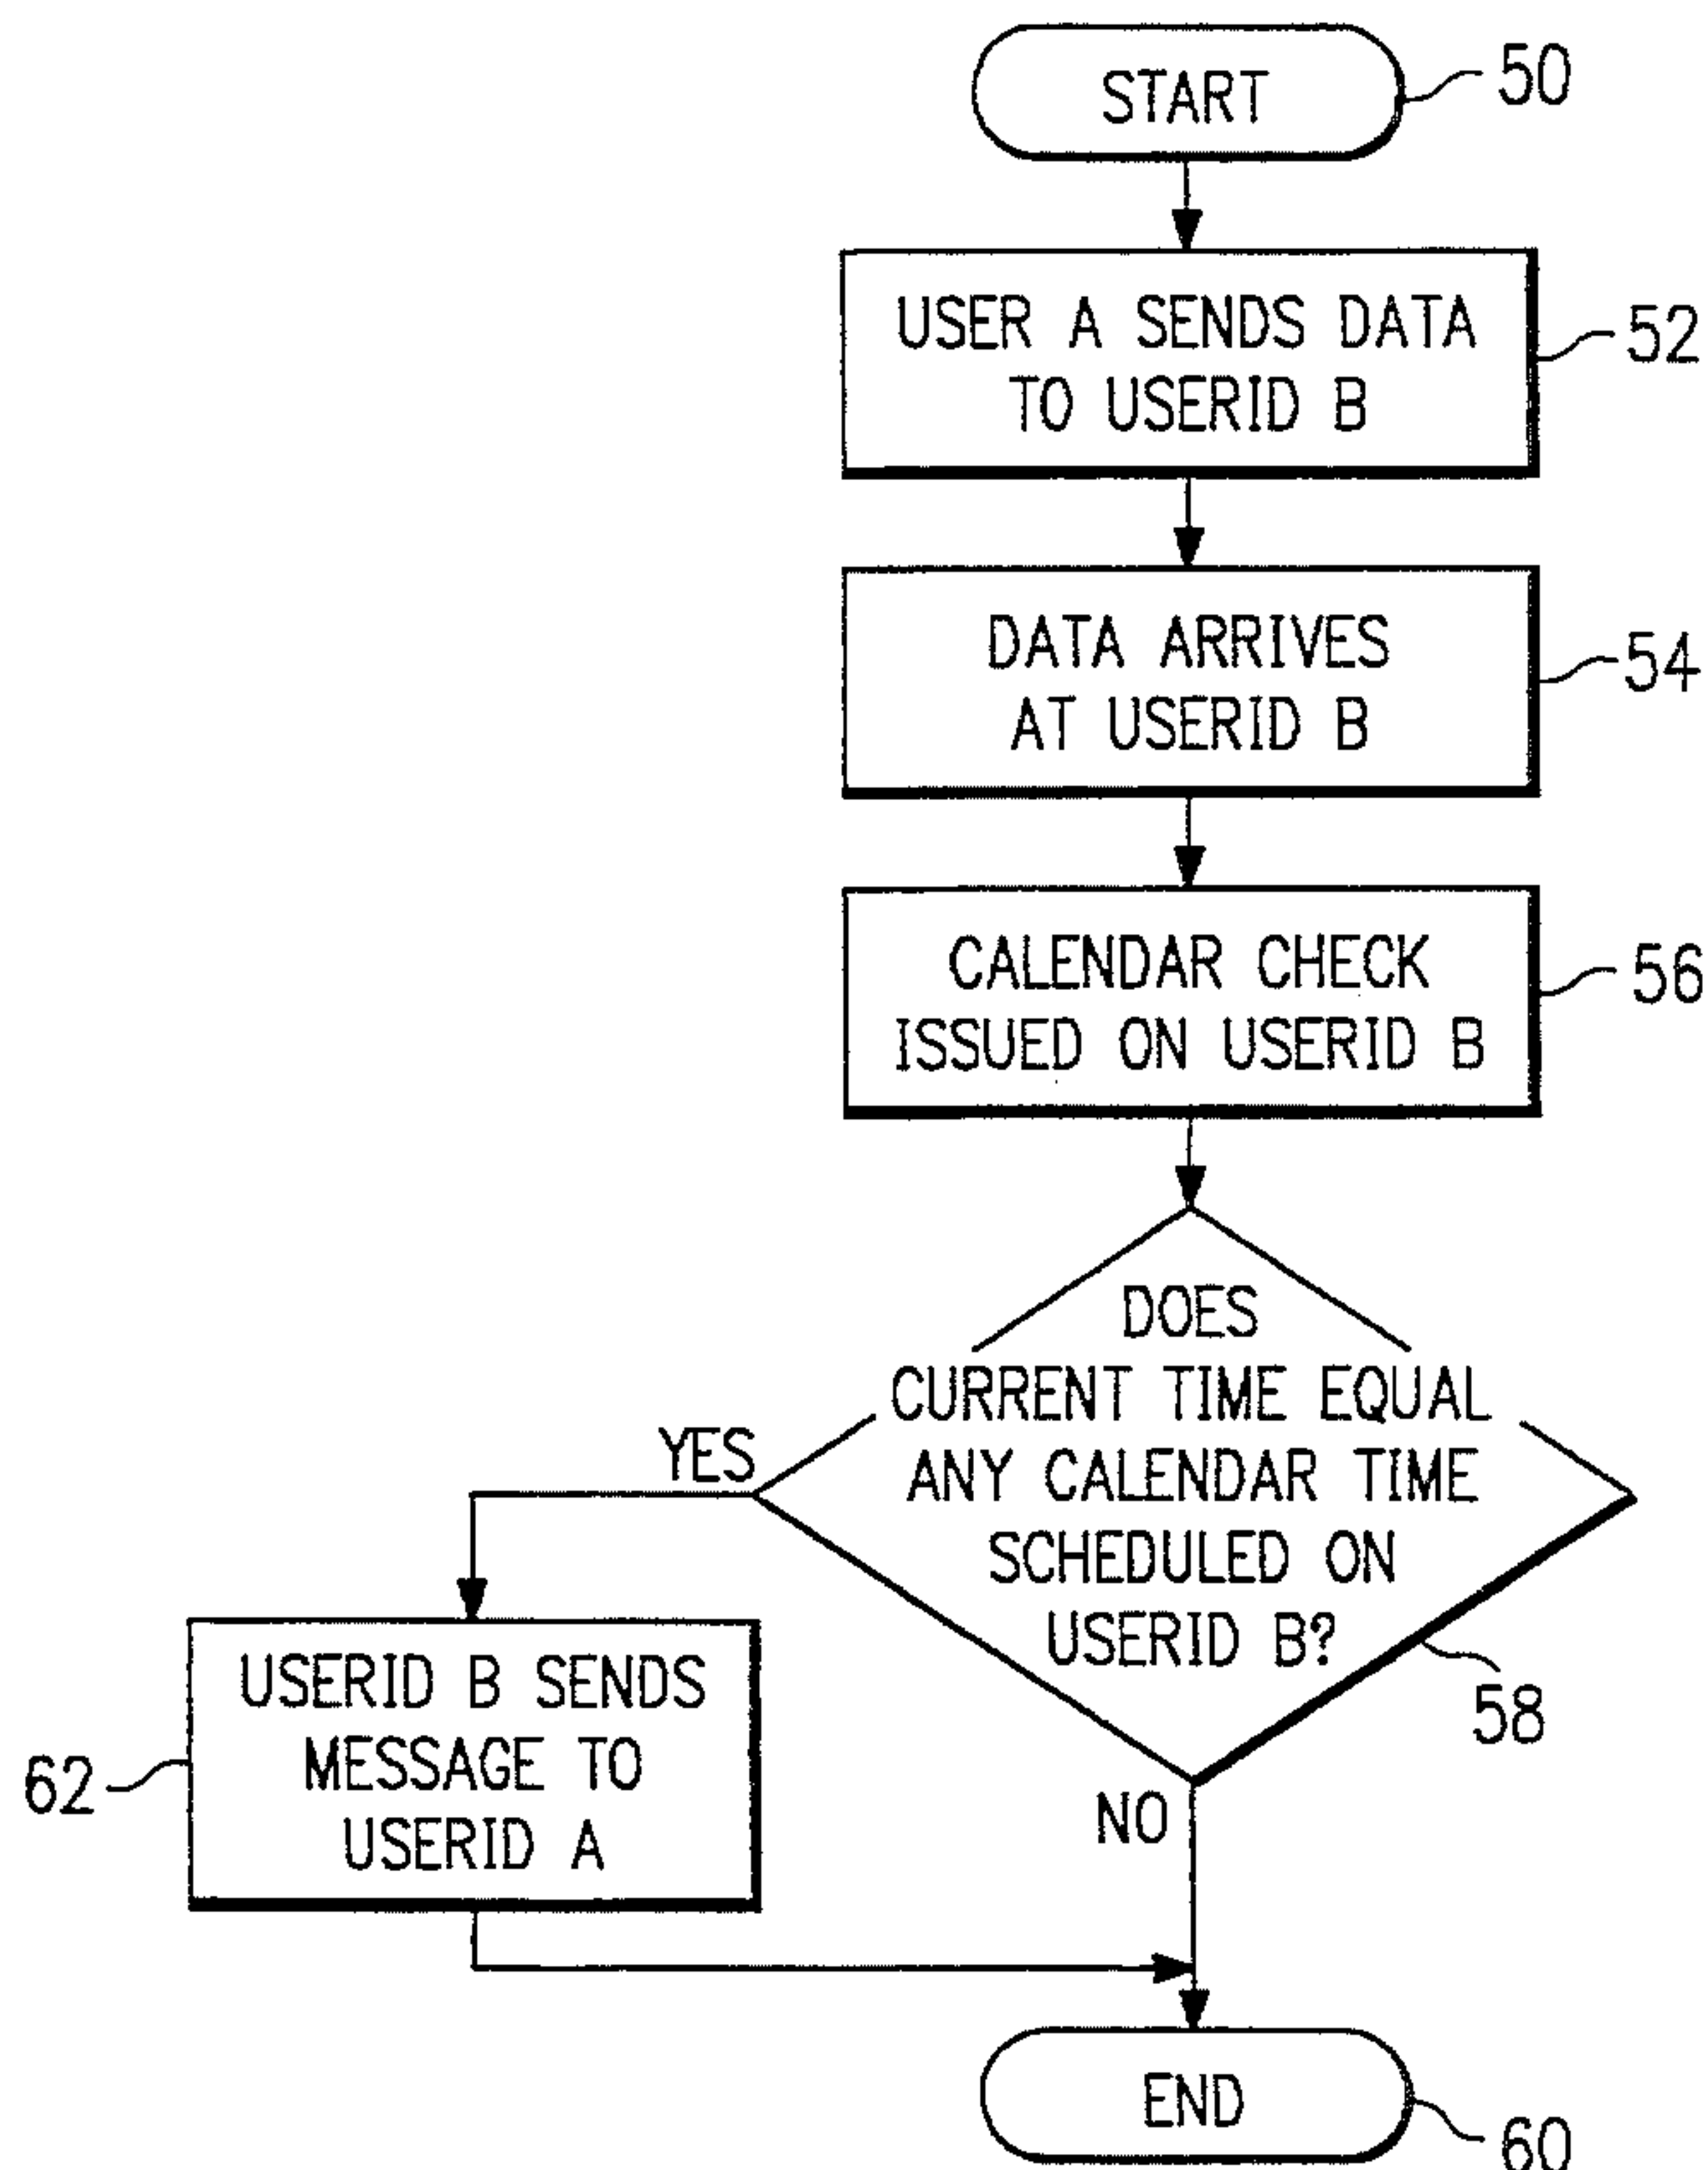 START
50
USER A SENDS DATA
TO USERID B
52
DATA ARRIVES
AT USERID B
54
CALENDAR CHECK
ISSUED ON USERID B
56
DOES
CURRENT TIME EQUAL
ANY CALENDAR TIME
SCHEDULED ON
USERID B?
58
YES
USERID B SENDS
MESSAGE TO
USERID A
62
NO
END
60